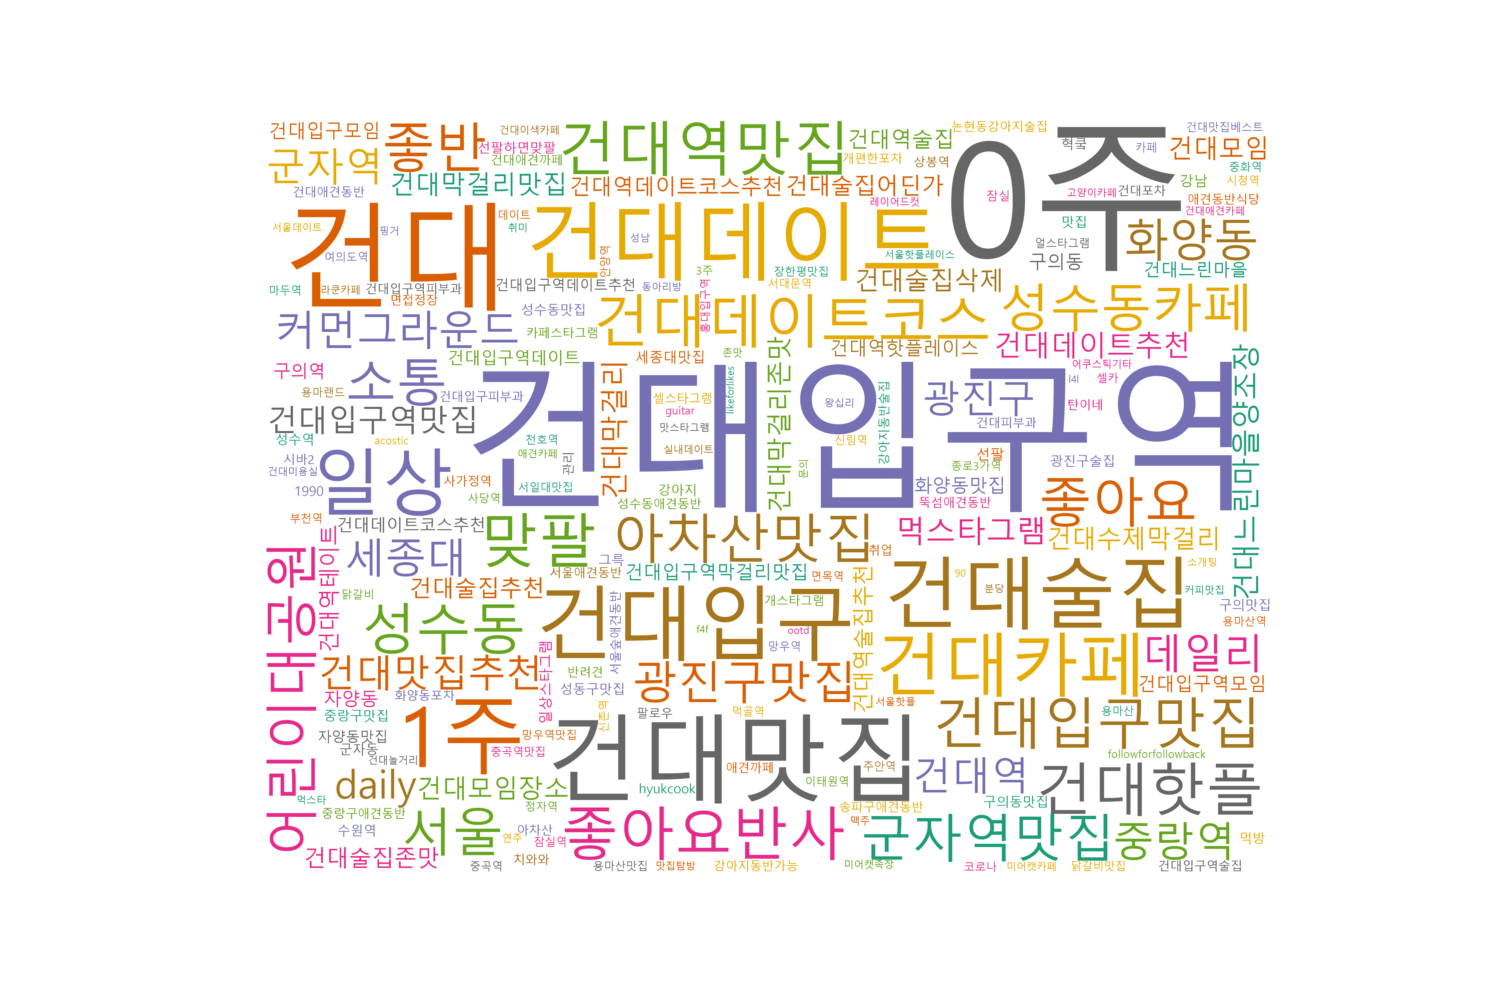 건대입구모임
종반
건대이색카페
선팔하면맞팔
건대애견까페
건대역맛집
건대역술집
개편한포차
상봉역
논현동강아지술집
0주
혁쿸
카페
건대맛집베스트
건대모임
중화역
시청역
군자역
건대애견동반
건대막걸리맛집
건대역데이트코스추천
건대술집어딘가
레이어드컷
잠실
고양이카페
건대포차
강남
애견동반식당
건대애견카페
맛집
서울데이트
핑거
여의도역
건대
데이트
취미
건대데이트
안양역
성남
서울핫플레이스
얼스타그램
구의동
화양동
건대느린마을
마두역
라쿤카페
건대입구역피부과
면접정장
건대입구역데이트추천
동아리방
3주
홍대입구역
서대문역
장한평맛집
건대술집삭제
커먼그라운드
성수동맛집
카페스타그램
건대데이트코스
성수동카페
구의역
용마랜드
소통
건대입구역데이트
건대입구피부과
세종대맛집
존맛
건대역핫플레이스
건대데이트추천
어쿠스틱기타
셀카
l4l
탄이네
건대입구역맛집
성수역
acostic
건대입구역
건대막걸리
셀스타그램
guitar
맛스타그램
실내데이트
likeforlikes
건대막걸리존맛
왕십리
신림역
강아지동반술집
광진구
건대피부과
선팔
종로3가역
광진구술집
건대느린마을양조장
시바2
건대미용실
1990
일상
사가정역
사당역
천호역
애견카페
관리
서일대맛집
강아지
성수동애견동반
문의
화양동맛집
뚝섬애견동반
좋아요
부천역
건대데이트코스추천
맞팔
아차산맛집
먹스타그램
건대수제막걸리
어린이대공원
건대역데이트
세종대
그륵
서울애견동반
건대입구역막걸리맛집
면목역
취업
건대술집
90
분당
소개팅
커피맛집
구의맛집
용마산역
닭갈비
건대술집추천
성수동
건대입구
서울숲애견동반
개스타그램
f4f
ootd
망우역
건대역술집추천
건대카페
데일리
건대맛집추천
일상스타그램
반려견
성동구맛집
광진구맛집
건대입구역모임
자양동
화양동포차
중랑구맛집
자양동맛집
군자동
건대놀거리
1주
망우역맛집
중곡역맛집
신촌역
팔로우
먹골역
서울핫플
건대입구맛집
용마산
followforfollowback
건대맛집
애견까페
주안역
이태원역
hyukcook
건대역
건대핫플
daily
건대모임장소
정자역
송파구애견동반
구의동맛집
먹스타
중랑구애견동반
수원역
서울
연주
아차산
잠실역
좋아요반사
맥주
군자역맛집
중랑역
먹방
건대술집존맛
중곡역
치와와
용마산맛집
맛집탐방
강아지동반가능
미어캣족장
코로나
미어캣카페
닭갈비맛집
건대입구역술집